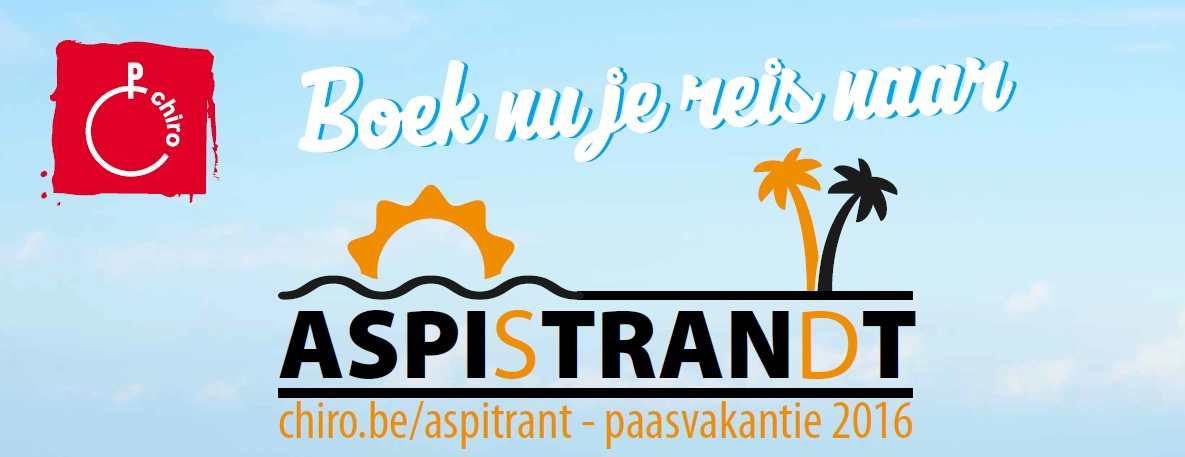 P
chiro
Boek nu je reis naar
ASPISTRANDT
chiro.be/aspitrant - paasvakantie 2016